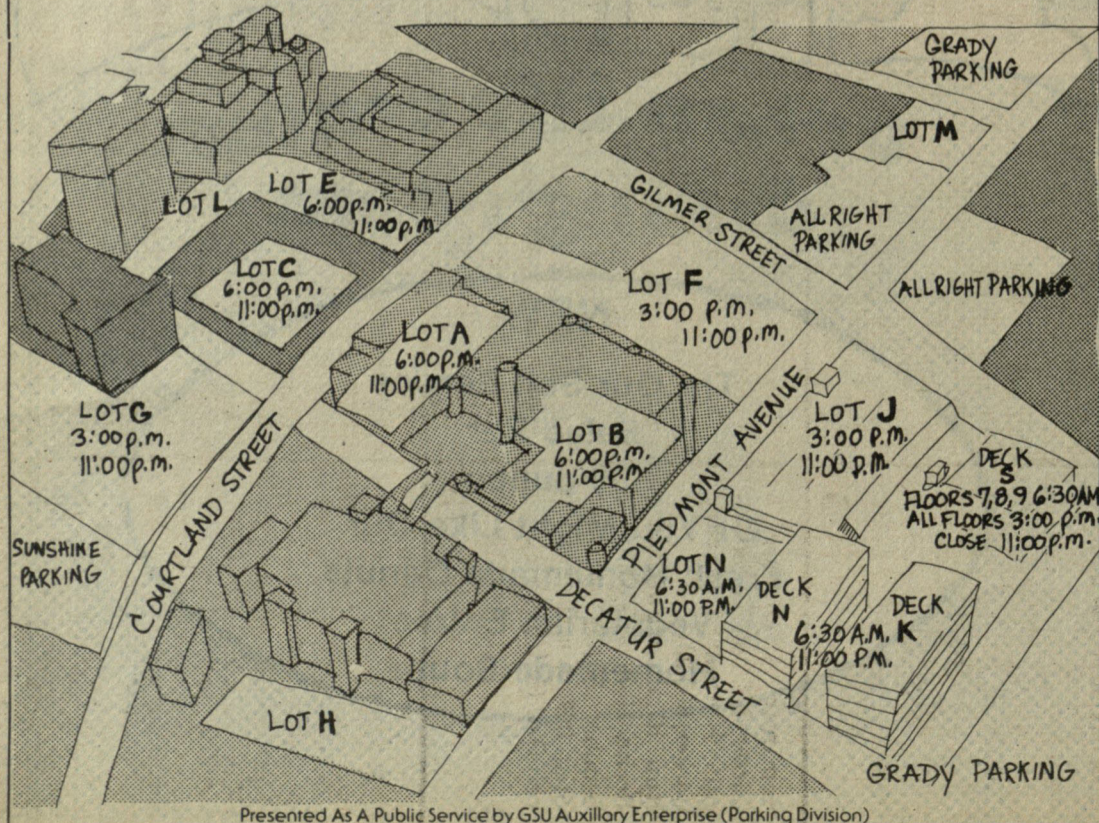 GRADY
PARKING
LOT M
GILMER STREET
ALLRIGHT
PARKING
ALLRIGHT PARKING
LOT E
6:00 p.m.
11:00 p.m.
LOT L
LOT C
6:00 p.m.
11:00 p.m.
LOT F
3:00 p.m.
11:00 p.m.
LOT A
6:00 p.m.
11:00 p.m.
LOT G
3:00 p.m.
11:00 p.m.
LOT B
6:00 p.m.
11:00 p.m.
PIEDMONT AVENUE
LOT J
3:00 P.M.
11:00 P.M.
DECK
S
FLOORS 7,8,9 6:30 AM
ALL FLOORS 3:00 p.m.
CLOSE 11:00 p.m.
COURTLAND STREET
SUNSHINE
PARKING
LOT N
6:30 A.M.
11:00 P.M.
DECK
N
DECK
K
6:30 A.M.
11:00 P.M.
DECATUR STREET
LOT H
GRADY PARKING
Presented As A Public Service by GSU Auxillary Enterprise (Parking Division)